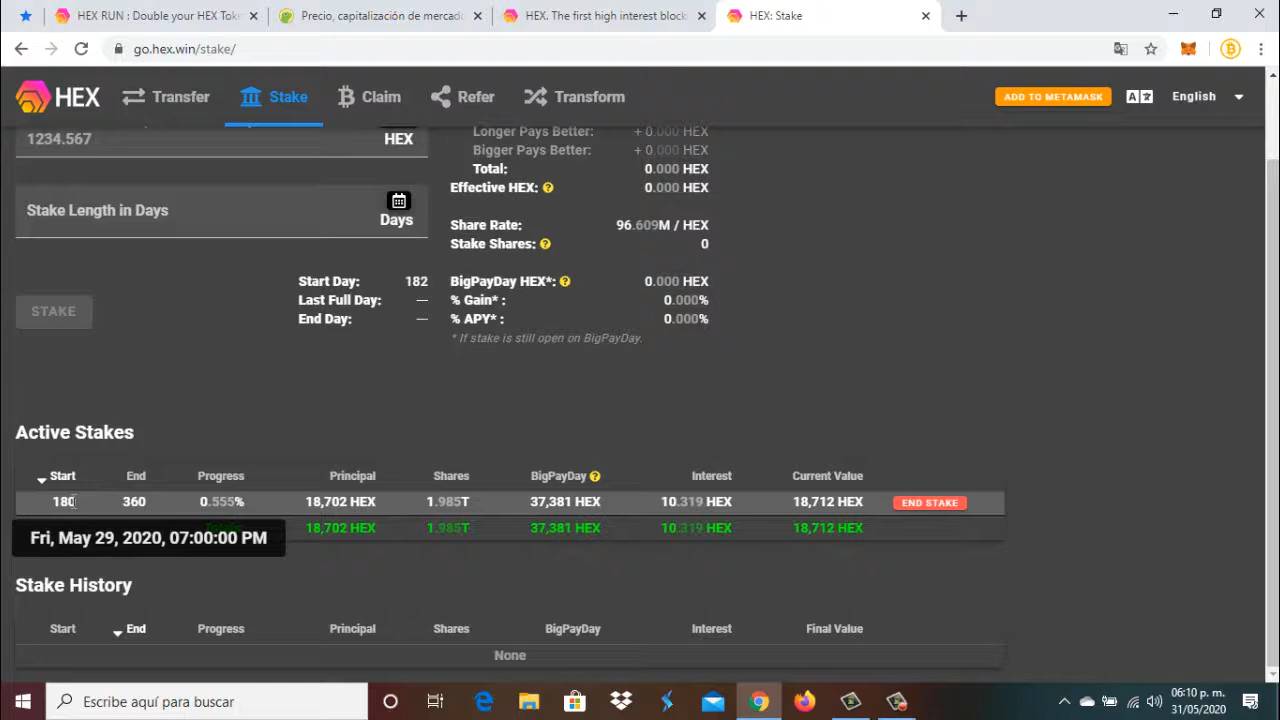 HEX RUN : Double your HEX Tok
Precio, capitalización de mercad
HEX. The first high interest block
HEX: Stake
go.hex.win/stake/
HEX
Transfer
Stake
Claim
Refer
Transform
ADD TO METAMASK
English
1234.567
HEX
Longer Pays Better: + 0.000 HEX
Bigger Pays Better: + 0.000 HEX
Total: 0.000 HEX
Effective HEX: ? 0.000 HEX
Stake Length in Days
Days
Share Rate: 96.609M / HEX
Stake Shares: ? 0
Start Day: 182
Last Full Day: —
End Day: —
STAKE
BigPayDay HEX*: ? 0.000 HEX
% Gain* : 0.000%
% APY* : 0.000%
* If stake is still open on BigPayDay.
Active Stakes
Start End Progress Principal Shares BigPayDay ? Interest Current Value
180 360 0.555% 18,702 HEX 1.985T 37,381 HEX 10.319 HEX 18,712 HEX END STAKE
18,702 HEX 1.985T 37,381 HEX 10.319 HEX 18,712 HEX
Fri, May 29, 2020, 07:00:00 PM
Stake History
Start End Progress Principal Shares BigPayDay Interest Final Value
None
Escribe aquí para buscar
06:10 p. m.
31/05/2020